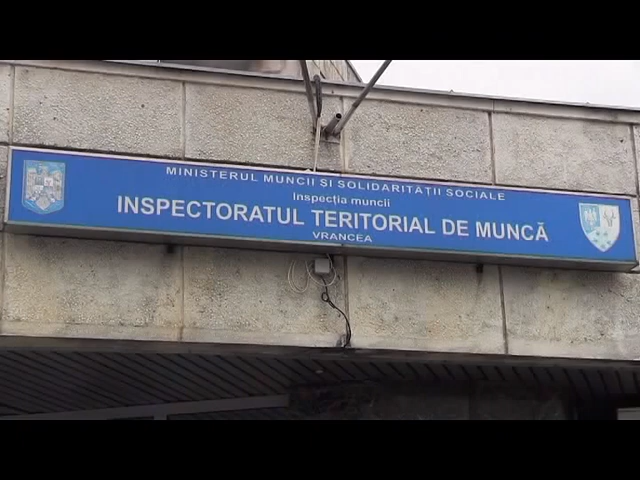 MINISTERUL MUNCII ȘI SOLIDARITĂȚII SOCIALE
Inspecția muncii
INSPECTORATUL TERITORIAL DE MUNCĂ
VRANCEA